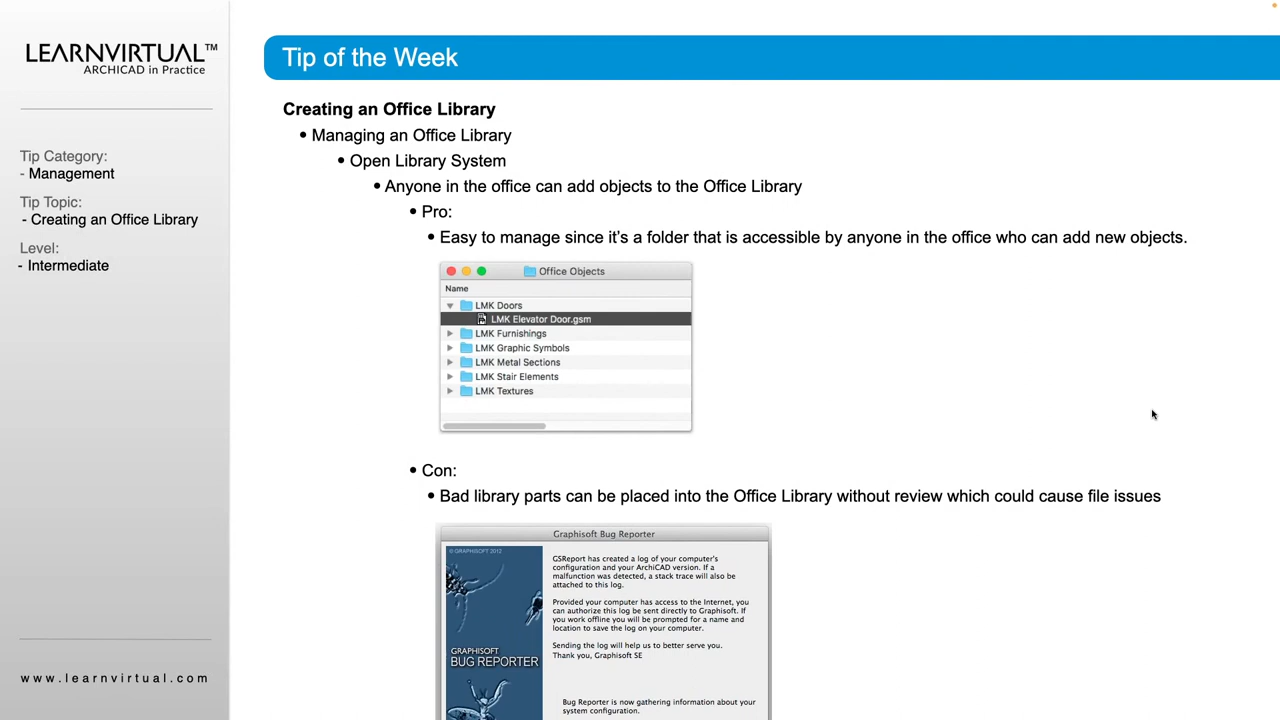 LEARNVIRTUAL™
ARCHICAD in Practice
Tip Category:
- Management
Tip Topic:
- Creating an Office Library
Level:
- Intermediate
www.learnvirtual.com
Tip of the Week
Creating an Office Library
• Managing an Office Library
• Open Library System
• Anyone in the office can add objects to the Office Library
• Pro:
• Easy to manage since it's a folder that is accessible by anyone in the office who can add new objects.
Office Objects
Name
LMK Doors
LMK Elevator Door.gsm
LMK Furnishings
LMK Graphic Symbols
LMK Metal Sections
LMK Stair Elements
LMK Textures
• Con:
• Bad library parts can be placed into the Office Library without review which could cause file issues
Graphisoft Bug Reporter
© GRAPHISOFT 2012
GRAPHISOFT
BUG REPORTER
GSReport has created a log of your computer's
configuration and your ArchiCAD version. If a
malfunction was detected, a stack trace will also be
attached to this log.
Provided your computer has access to the Internet, you
can authorize this log be sent directly to Graphisoft. If
you work offline you will be prompted for a name and
location to save the log on your computer.
Sending the log will help us to better serve you.
Thank you, Graphisoft SE
Bug Reporter is now gathering information about your
system configuration.